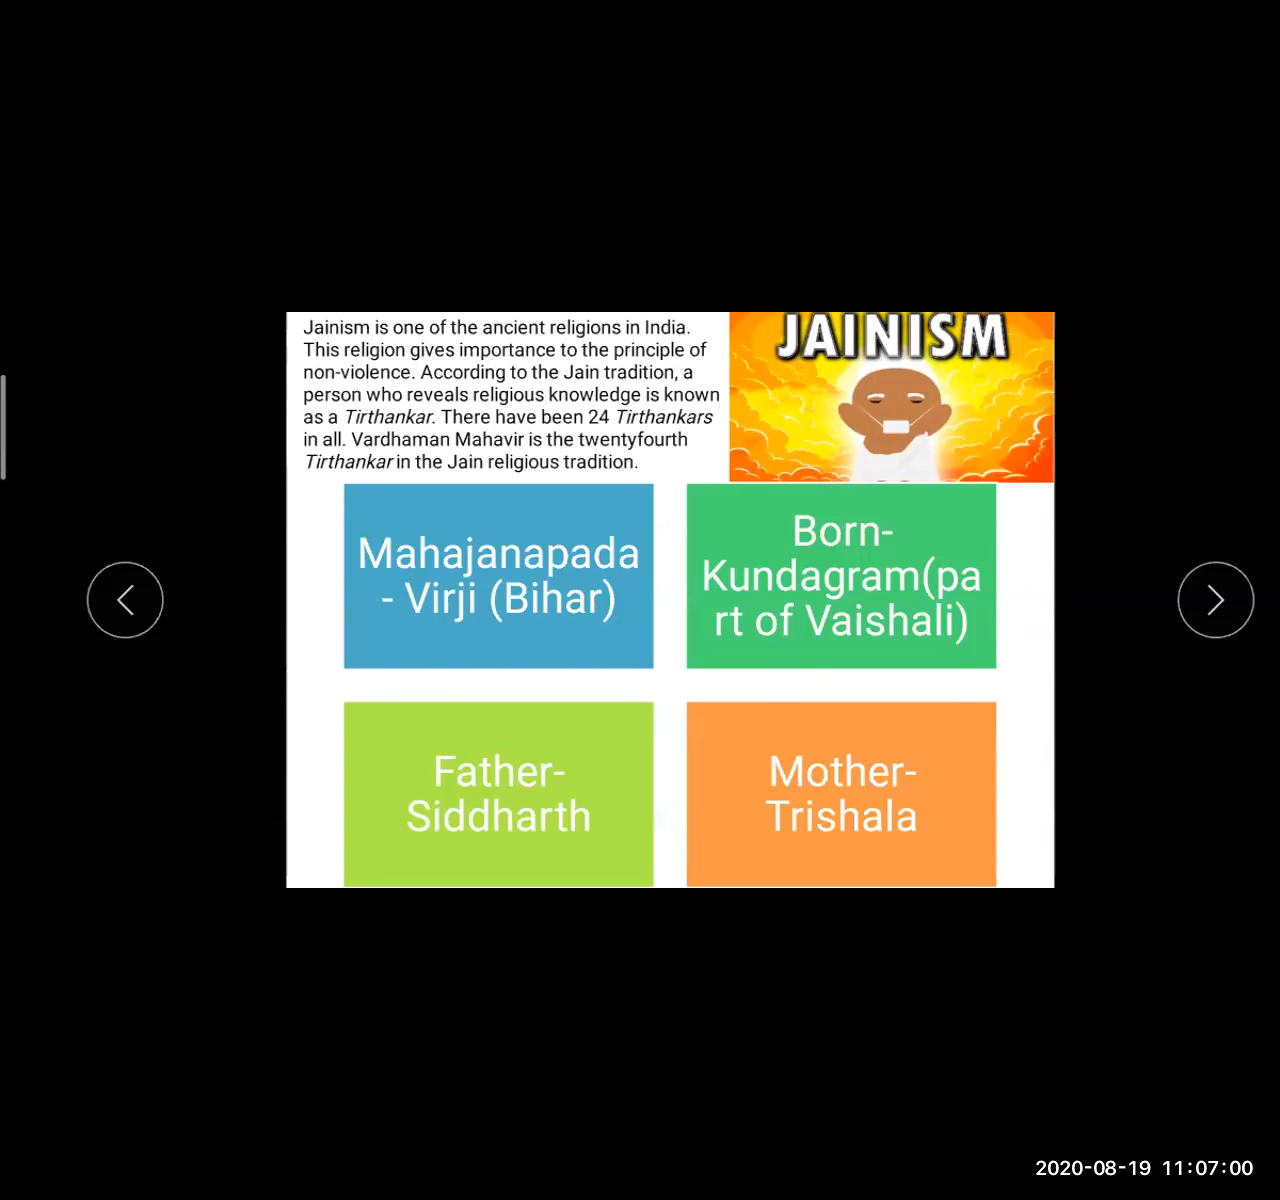 Jainism is one of the ancient religions in India.
This religion gives importance to the principle of
non-violence. According to the Jain tradition, a
person who reveals religious knowledge is known
as a Tirthankar. There have been 24 Tirthankars
in all. Vardhaman Mahavir is the twentyfourth
Tirthankar in the Jain religious tradition.
JAINISM
Mahajanapada
- Virji (Bihar)
Born-
Kundagram(pa
rt of Vaishali)
Father-
Siddharth
Mother-
Trishala
2020-08-19 11:07:00